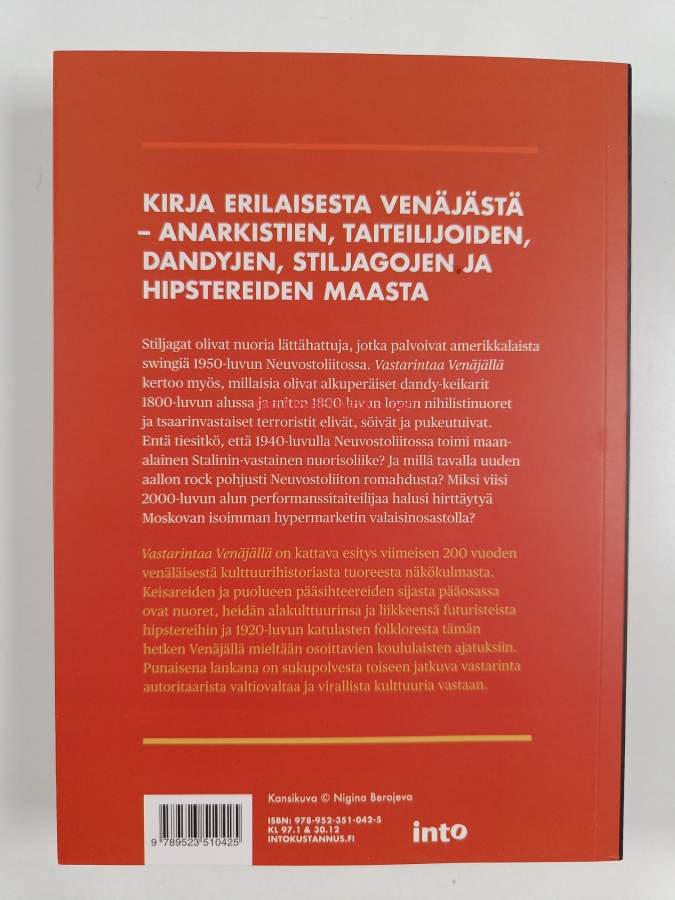 KIRJA ERILAISESTA VENÄJÄSTÄ
– ANARKISTIEN, TAITEILIJOIDEN,
DANDYJEN, STILJAGOJEN JA
HIPSTEREIDEN MAASTA
Stiljagat olivat nuoria lättähattuja, jotka palvoivat amerikkalaista
swingiä 1950-luvun Neuvostoliitossa. Vastarintaa Venäjällä
kertoo myös, millaisia olivat alkuperäiset dandy-keikarit
1800-luvun alussa ja miten 1800-luvun lopun nihilistinuoret
ja tsaarinvastaiset terroristit elivät, söivät ja pukeutuivat.
Entä tiesitkö, että 1940-luvulla Neuvostoliitossa toimi maan-
alainen Stalinin-vastainen nuorisoliike? Ja millä tavalla uuden
aallon rock pohjusti Neuvostoliiton romahdusta? Miksi viisi
2000-luvun alun performanssitaiteilijaa halusi hirttäytyä
Moskovan isoimman hypermarketin valaisinosastolla?
Vastarintaa Venäjällä on kattava esitys viimeisen 200 vuoden
venäläisestä kulttuurihistoriasta tuoreesta näkökulmasta.
Keisareiden ja puolueen pääsihteereiden sijasta pääosassa
ovat nuoret, heidän alakulttuurinsa ja liikkeensä futuristeista
hipstereihin ja 1920-luvun katulasten folkloresta tämän
hetken Venäjällä mieltään osoittavien koululaisten ajatuksiin.
Punaisena lankana on sukupolvesta toiseen jatkuva vastarinta
autoritaarista valtiovaltaa ja virallista kulttuuria vastaan.
Kansikuva © Nigina Berojeva
ISBN: 978-952-351-042-5
KL 97.1 & 30.12
INTOKUSTANNUS.FI
into
9 789523 510425